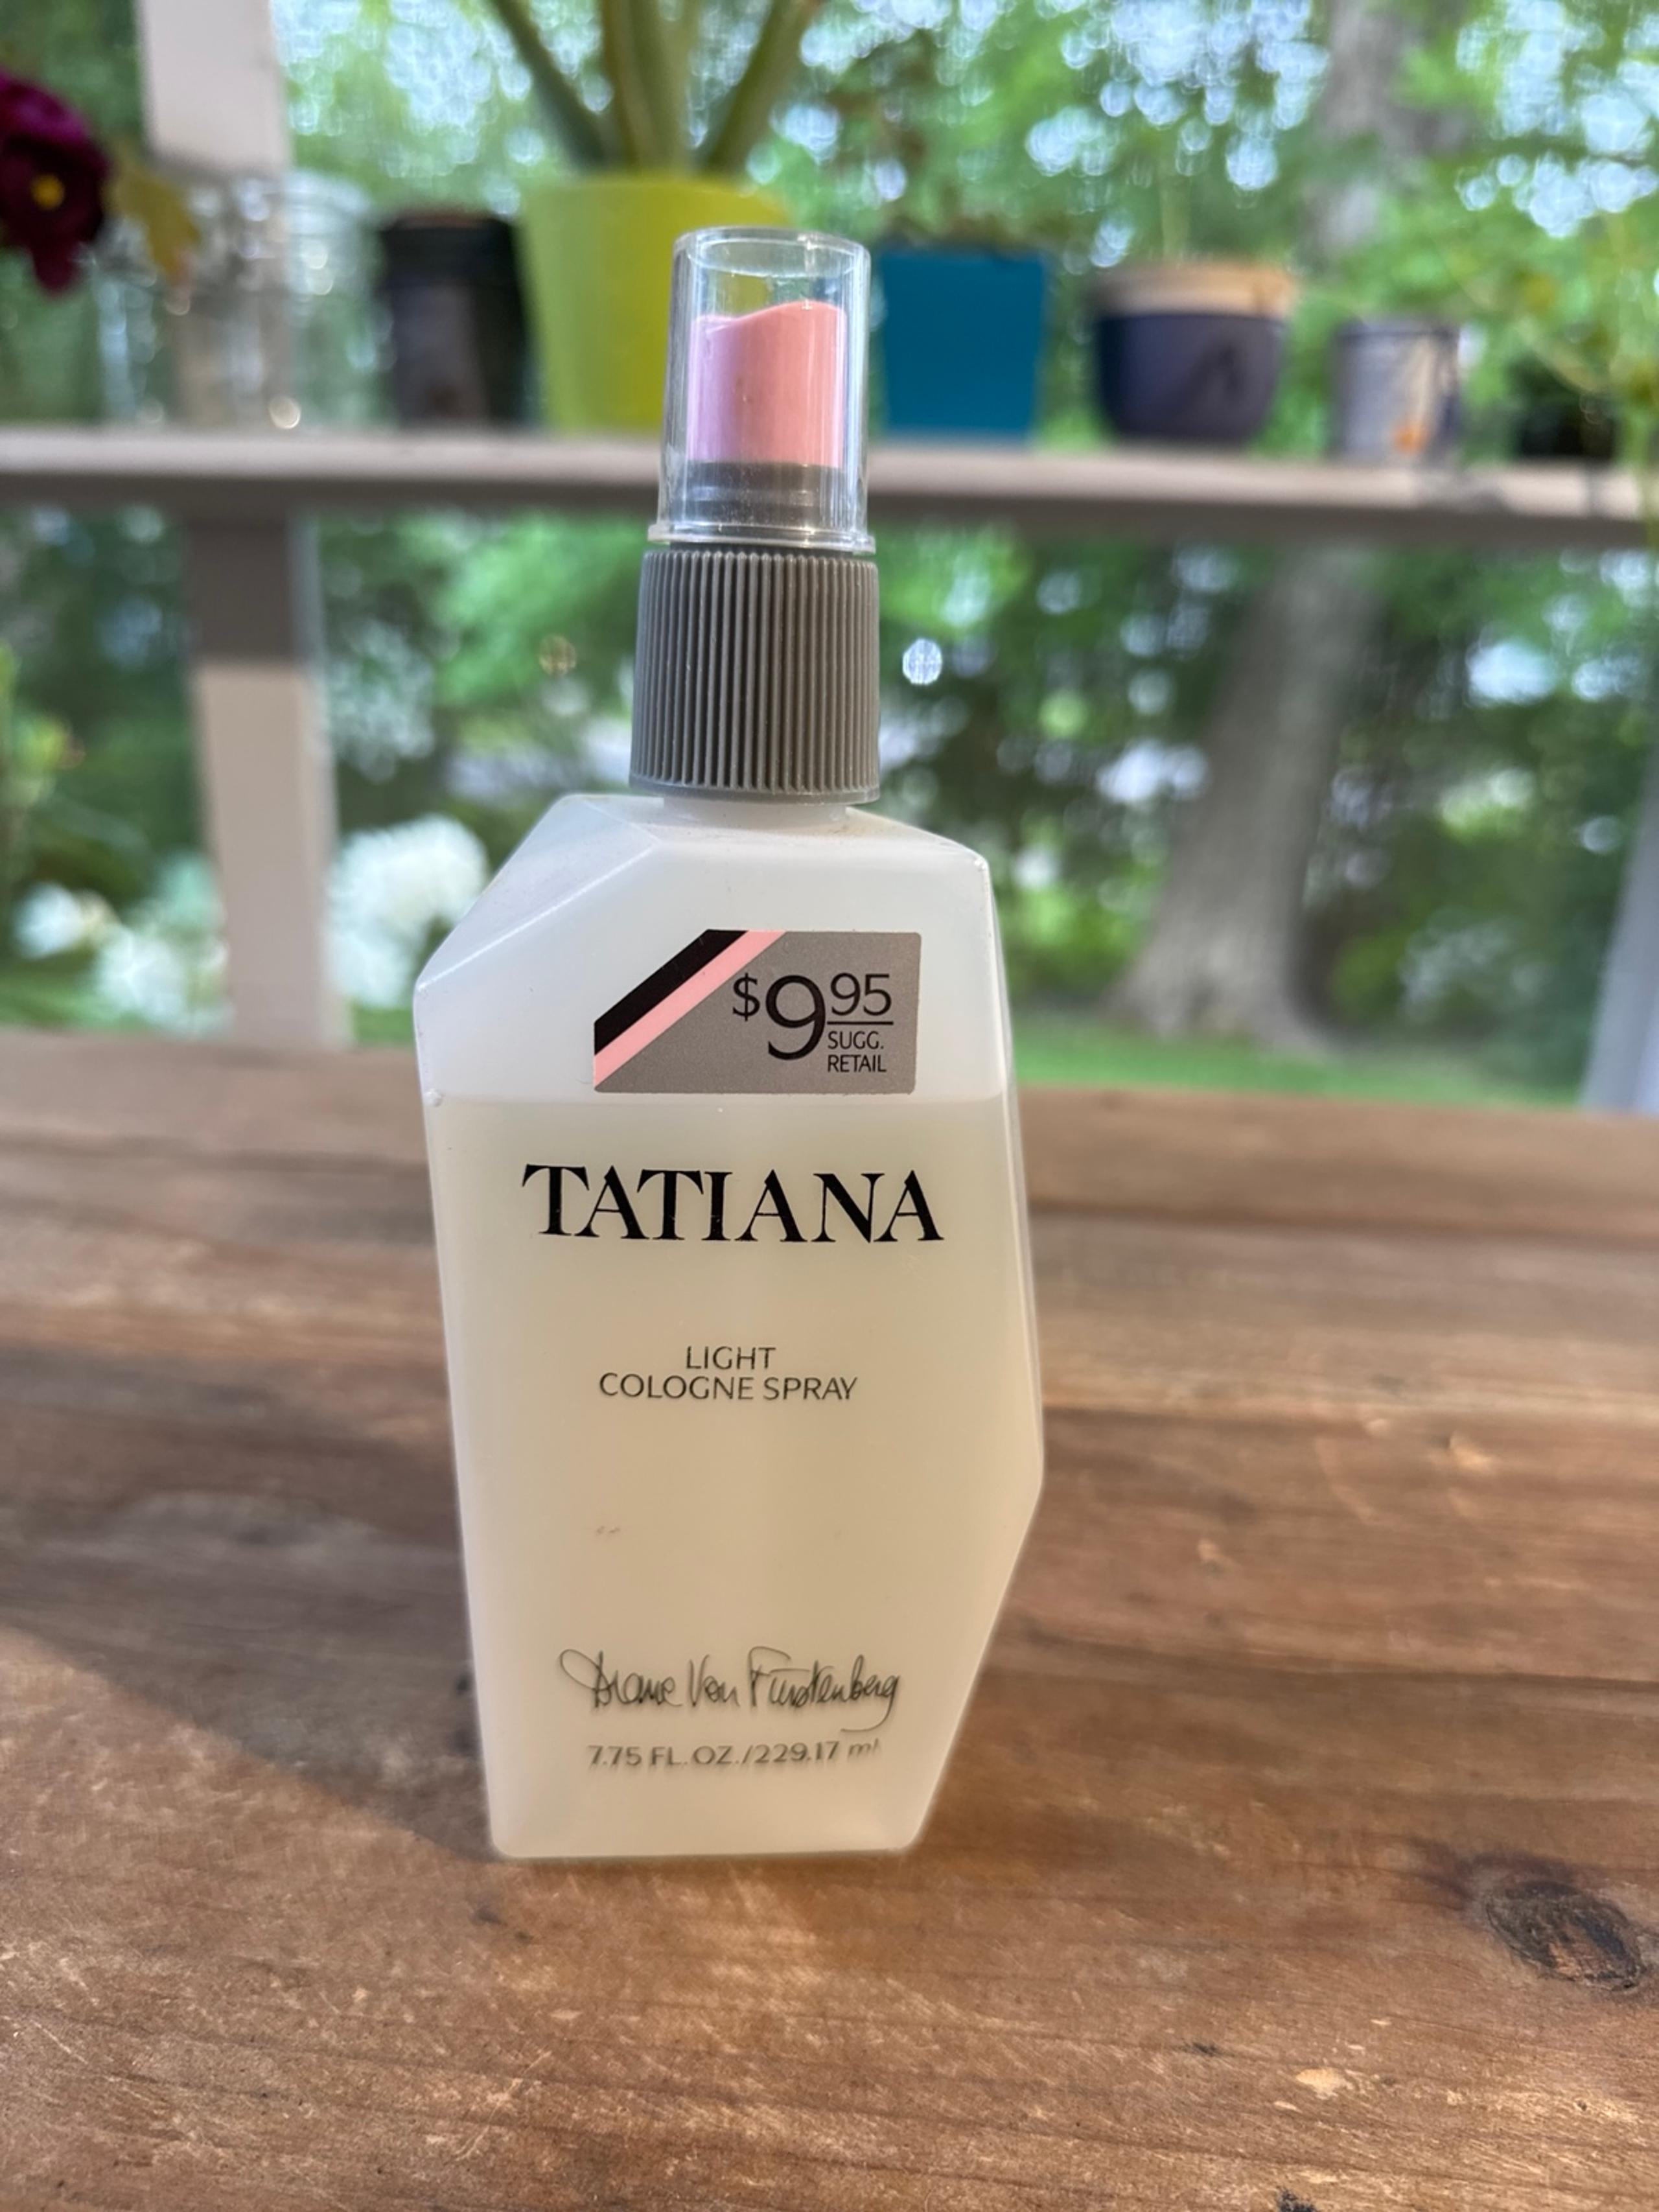 $9.95
SUGG.
RETAIL
TATIANA
LIGHT
COLOGNE SPRAY
Diane Von Furstenberg
7.75 FL.OZ./229.17 ml